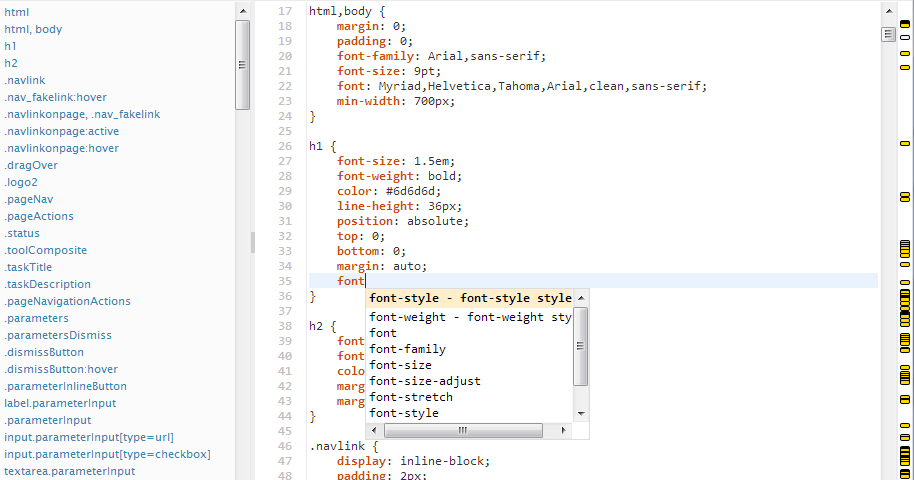 html
html, body
h1
h2
.navlink
.nav_fakelink:hover
.navlinkonpage, .nav_fakelink
.navlinkonpage:active
.navlinkonpage:hover
.dragOver
.logo2
.pageNav
.pageActions
.status
.toolComposite
.taskTitle
.taskDescription
.pageNavigationActions
.parameters
.parametersDismiss
.dismissButton
.dismissButton:hover
.parameterInlineButton
label.parameterInput
.parameterInput
input.parameterInput[type=url]
input.parameterInput[type=checkbox]
textarea.parameterInput
17 html,body {
18 margin: 0;
19 padding: 0;
20 font-family: Arial,sans-serif;
21 font-size: 9pt;
22 font: Myriad,Helvetica,Tahoma,Arial,clean,sans-serif;
23 min-width: 700px;
24 }
25
26 h1 {
27 font-size: 1.5em;
28 font-weight: bold;
29 color: #6d6d6d;
30 line-height: 36px;
31 position: absolute;
32 top: 0;
33 bottom: 0;
34 margin: auto;
35 font
36 }
37
38 h2 {
39 font
40 font
41 colo
42 marg
43 marg
44 }
45
46 .navlink {
47 display: inline-block;
48 padding: 2px;
font-style - font-style style
font-weight - font-weight sty
font
font-family
font-size
font-size-adjust
font-stretch
font-style